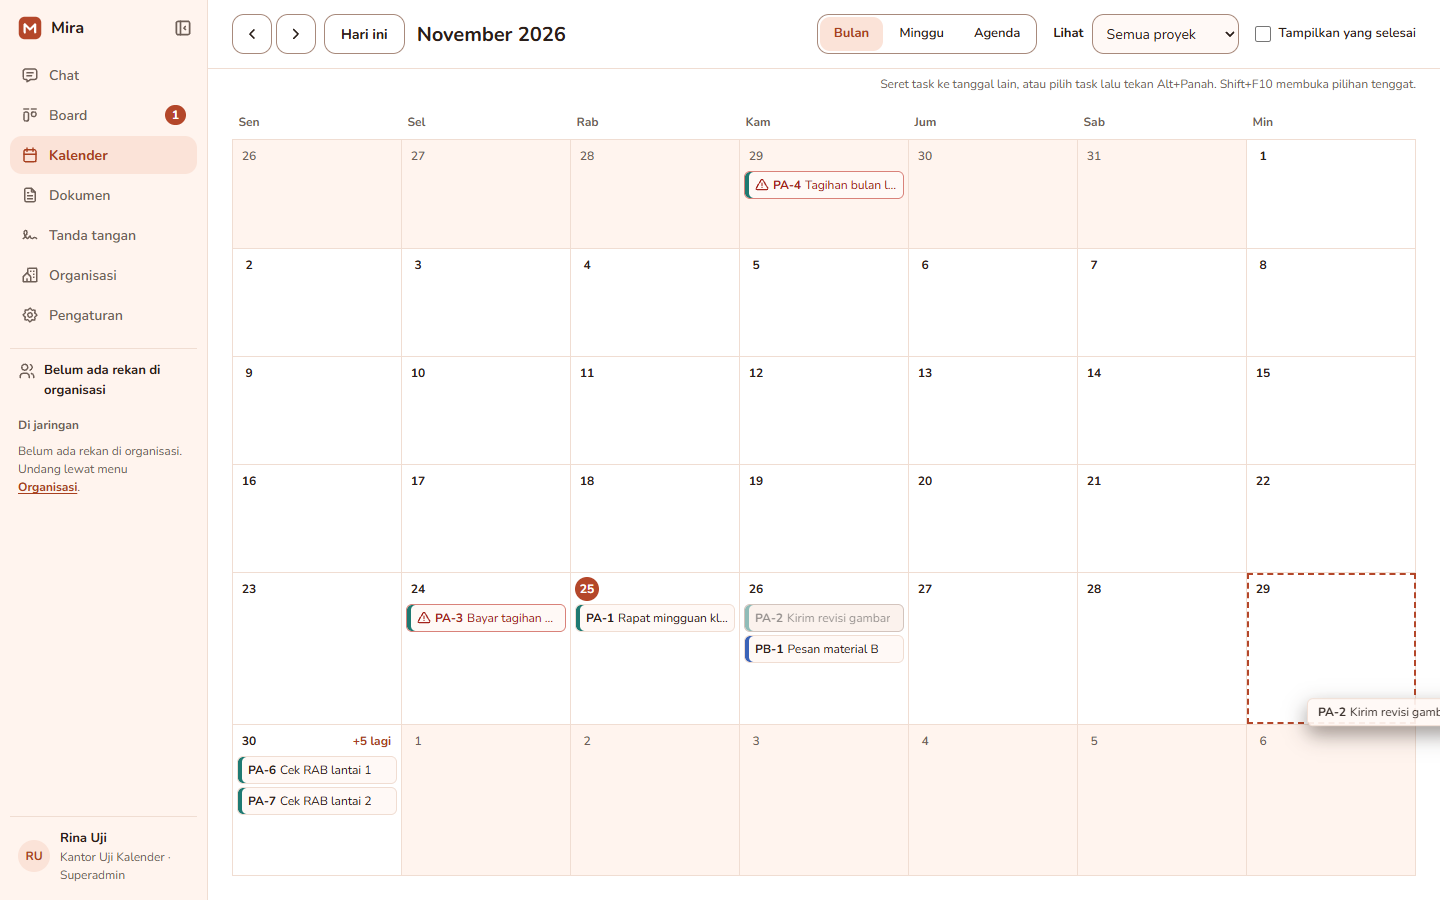 Mira
Chat
Board 1
Kalender
Dokumen
Tanda tangan
Organisasi
Pengaturan
Belum ada rekan di
organisasi
Di jaringan
Belum ada rekan di organisasi.
Undang lewat menu
Organisasi.
RU
Rina Uji
Kantor Uji Kalender ·
Superadmin
Hari ini
November 2026
Bulan Minggu Agenda
Lihat
Semua proyek
Tampilkan yang selesai
Seret task ke tanggal lain, atau pilih task lalu tekan Alt+Panah. Shift+F10 membuka pilihan tenggat.
Sen Sel Rab Kam Jum Sab Min
26 27 28 29 30 31 1
PA-4 Tagihan bulan l...
2 3 4 5 6 7 8
9 10 11 12 13 14 15
16 17 18 19 20 21 22
23 24 25 26 27 28 29
PA-3 Bayar tagihan ...
PA-1 Rapat mingguan kl...
PA-2 Kirim revisi gambar
PB-1 Pesan material B
PA-2 Kirim revisi gamb
30 +5 lagi 1 2 3 4 5 6
PA-6 Cek RAB lantai 1
PA-7 Cek RAB lantai 2